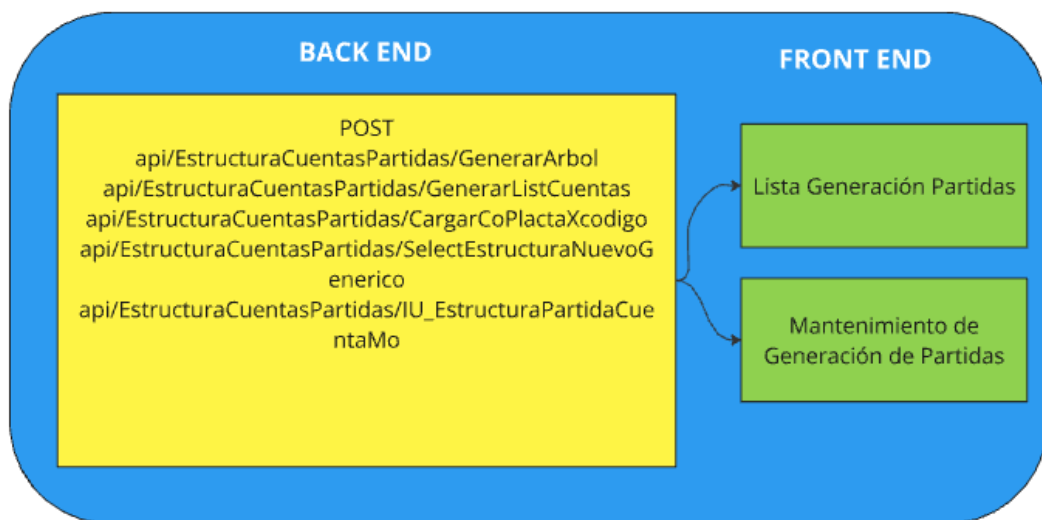 BACK END
POST
api/EstructuraCuentasPartidas/GenerarArbol
api/EstructuraCuentasPartidas/GenerarListCuentas
api/EstructuraCuentasPartidas/CargarCoPlactaXcodigo
api/EstructuraCuentasPartidas/SelectEstructuraNuevoG
enerico
api/EstructuraCuentasPartidas/IU_EstructuraPartidaCue
ntaMo
FRONT END
Lista Generación Partidas
Mantenimiento de
Generación de Partidas